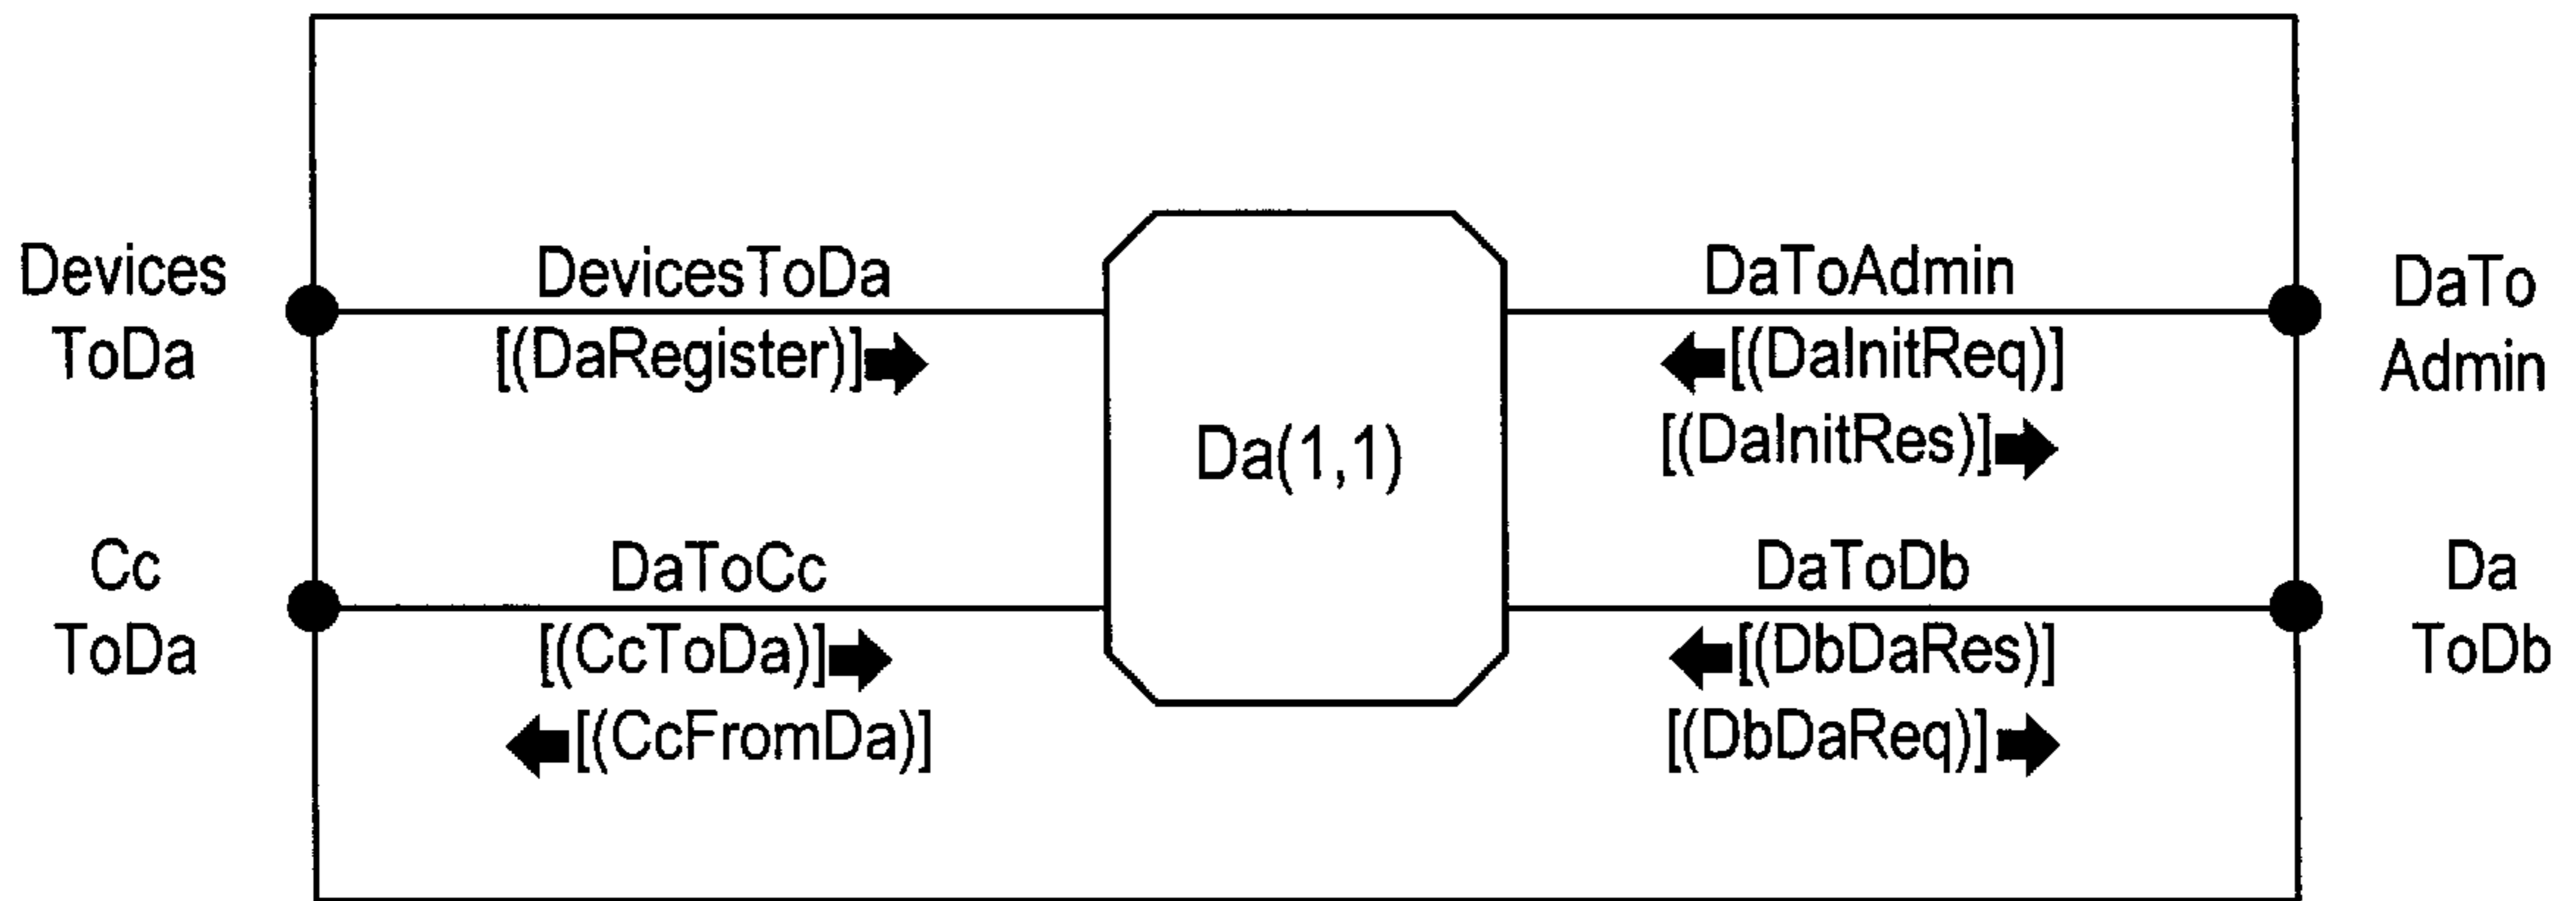 Devices
ToDa
DevicesToDa
[(DaRegister)]
DaToAdmin
[(DaInitReq)]
[(DaInitRes)]
DaTo
Admin
Da(1,1)
Cc
ToDa
DaToCc
[(CcToDa)]
[(CcFromDa)]
DaToDb
[(DbDaRes)]
[(DbDaReq)]
Da
ToDb